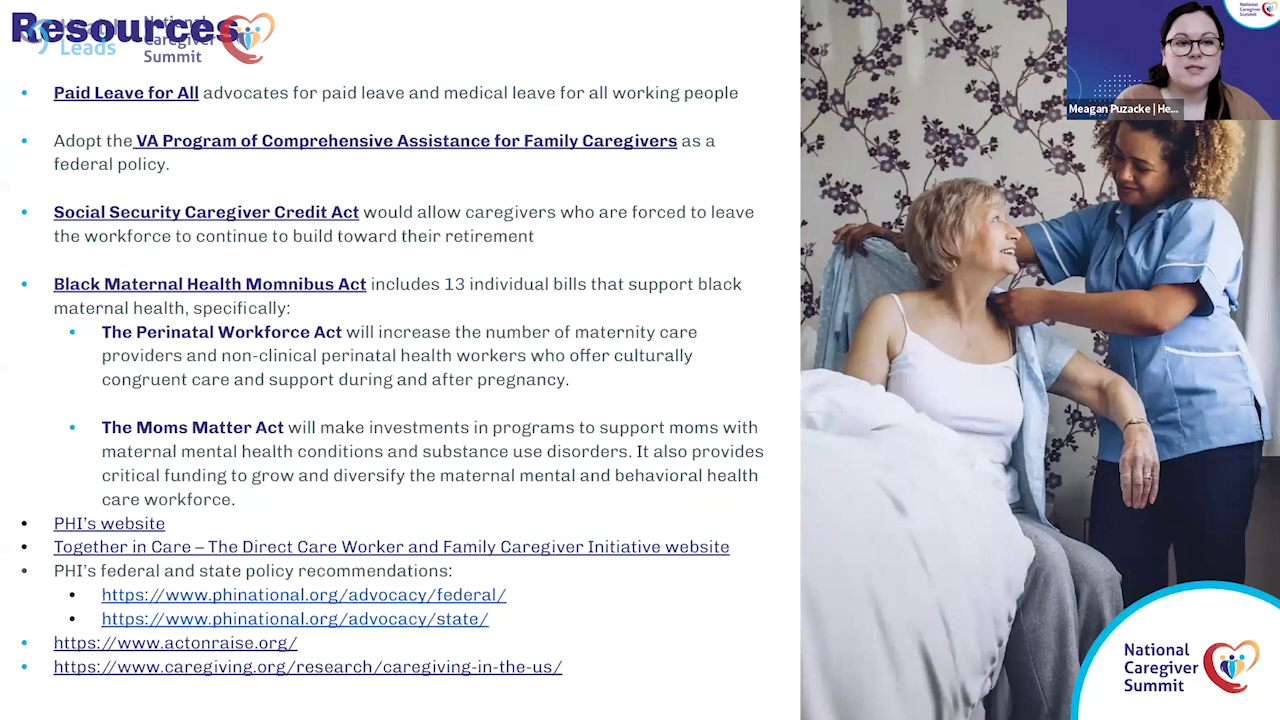 Resources
Leads
National
Caregiver
Summit
• Paid Leave for All advocates for paid leave and medical leave for all working people
• Adopt the VA Program of Comprehensive Assistance for Family Caregivers as a
federal policy.
• Social Security Caregiver Credit Act would allow caregivers who are forced to leave
the workforce to continue to build toward their retirement
• Black Maternal Health Momnibus Act includes 13 individual bills that support black
maternal health, specifically:
• The Perinatal Workforce Act will increase the number of maternity care
providers and non-clinical perinatal health workers who offer culturally
congruent care and support during and after pregnancy.
• The Moms Matter Act will make investments in programs to support moms with
maternal mental health conditions and substance use disorders. It also provides
critical funding to grow and diversify the maternal mental and behavioral health
care workforce.
• PHI's website
• Together in Care – The Direct Care Worker and Family Caregiver Initiative website
• PHI's federal and state policy recommendations:
• https://www.phinational.org/advocacy/federal/
• https://www.phinational.org/advocacy/state/
• https://www.actonraise.org/
• https://www.caregiving.org/research/caregiving-in-the-us/
National
Caregiver
Summit
Meagan Puzacke | He...
National
Caregiver
Summit